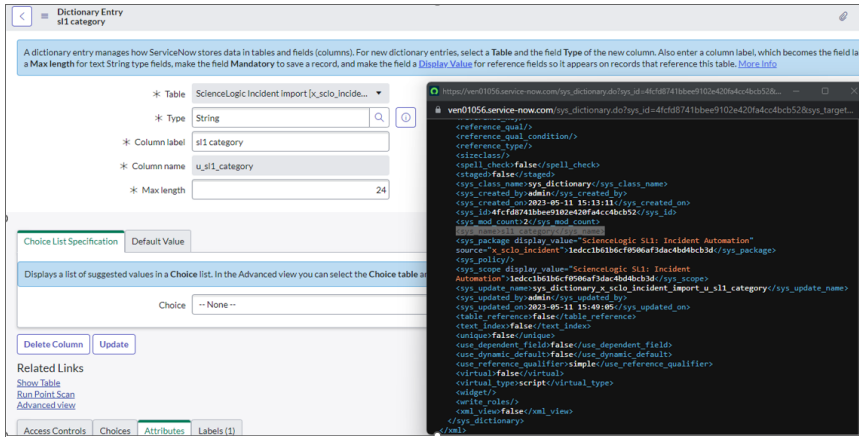 Dictionary Entry
sl1 category
A dictionary entry manages how ServiceNow stores data in tables and fields (columns). For new dictionary entries, select a Table and the field Type of the new column. Also enter a column label, which becomes the field la
a Max length for text String type fields, make the field Mandatory to save a record, and make the field a Display Value for reference fields so it appears on records that reference this table. More Info
Table
ScienceLogic Incident import [x_sclo_incide...
Type
String
Column label
sl1 category
Column name
u_sl1_category
Max length
24
Choice List Specification
Default Value
Displays a list of suggested values in a Choice list. In the Advanced view you can select the Choice table ar
Choice
-- None --
Delete Column
Update
Related Links
Show Table
Run Point Scan
Advanced view
Access Controls
Choices
Attributes
Labels (1)
https://ven01056.service-now.com/sys_dictionary.do?sys_id=4fcfd8741bbee9102e420fa4cc4bcb52&...
ven01056.service-now.com/sys_dictionary.do?sys_id=4fcfd8741bbee9102e420fa4cc4bcb52&sys_target...
<reference_qual/>
<reference_qual_condition/>
<reference_type/>
<sizeclass/>
<spell_check>false</spell_check>
<staged>false</staged>
<sys_class_name>sys_dictionary</sys_class_name>
<sys_created_by>admin</sys_created_by>
<sys_created_on>2023-05-11 15:13:11</sys_created_on>
<sys_id>4fcfd8741bbee9102e420fa4cc4bcb52</sys_id>
<sys_mod_count>2</sys_mod_count>
<sys_name>sl1 category</sys_name>
<sys_package display_value="ScienceLogic SL1: Incident Automation"
source="x_sclo_incident">1edcc1b61b6cf0506af3dac4bd4bcb3d</sys_package>
<sys_policy/>
<sys_scope display_value="ScienceLogic SL1: Incident
Automation">1edcc1b61b6cf0506af3dac4bd4bcb3d</sys_scope>
<sys_update_name>sys_dictionary_x_sclo_incident_import_u_sl1_category</sys_update_name>
<sys_updated_by>admin</sys_updated_by>
<sys_updated_on>2023-05-11 15:49:05</sys_updated_on>
<table_reference>false</table_reference>
<text_index>false</text_index>
<unique>false</unique>
<use_dependent_field>false</use_dependent_field>
<use_dynamic_default>false</use_dynamic_default>
<use_reference_qualifier>simple</use_reference_qualifier>
<virtual>false</virtual>
<virtual_type>script</virtual_type>
<widget/>
<write_roles/>
<xml_view>false</xml_view>
</sys_dictionary>
</xml>